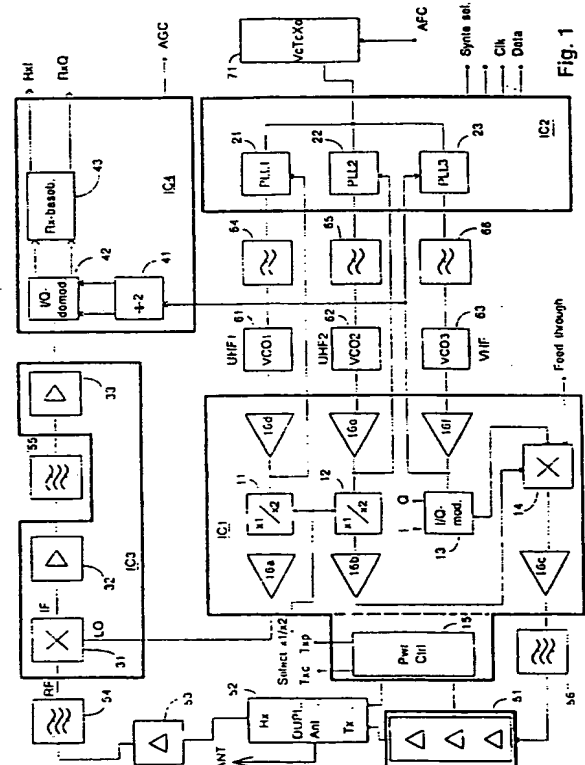 RxI
RxQ
AGC
Rx-baseb.
43
IC4
I/Q-
demod
42
÷2
41
33
55
32
IC3
IF
31
LO
RF
54
53
ANT
52
Rx
DUPL.
Ant
Tx
51
56
Pwr
Ctrl
15
Txc
Txp
Select x1/x2
IC1
16a
16b
16c
11
x1/x2
12
x1/x2
I/Q-
mod.
13
I
Q
14
Feed through
16d
16e
16f
UHF1
VCO1
61
UHF2
VCO2
62
VHF
VCO3
63
64
65
66
PLL1
21
PLL2
22
PLL3
23
IC2
71
VcTcXo
AFC
Synte sel.
Clk
Data
Fig. 1